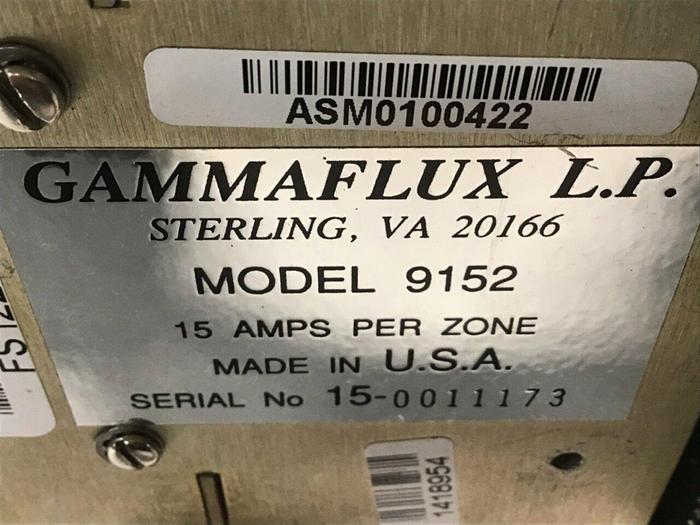 ASM0100422
GAMMAFLUX L.P.
STERLING, VA 20166
MODEL 9152
15 AMPS PER ZONE
MADE IN U.S.A.
SERIAL No 15-0011173
1418954